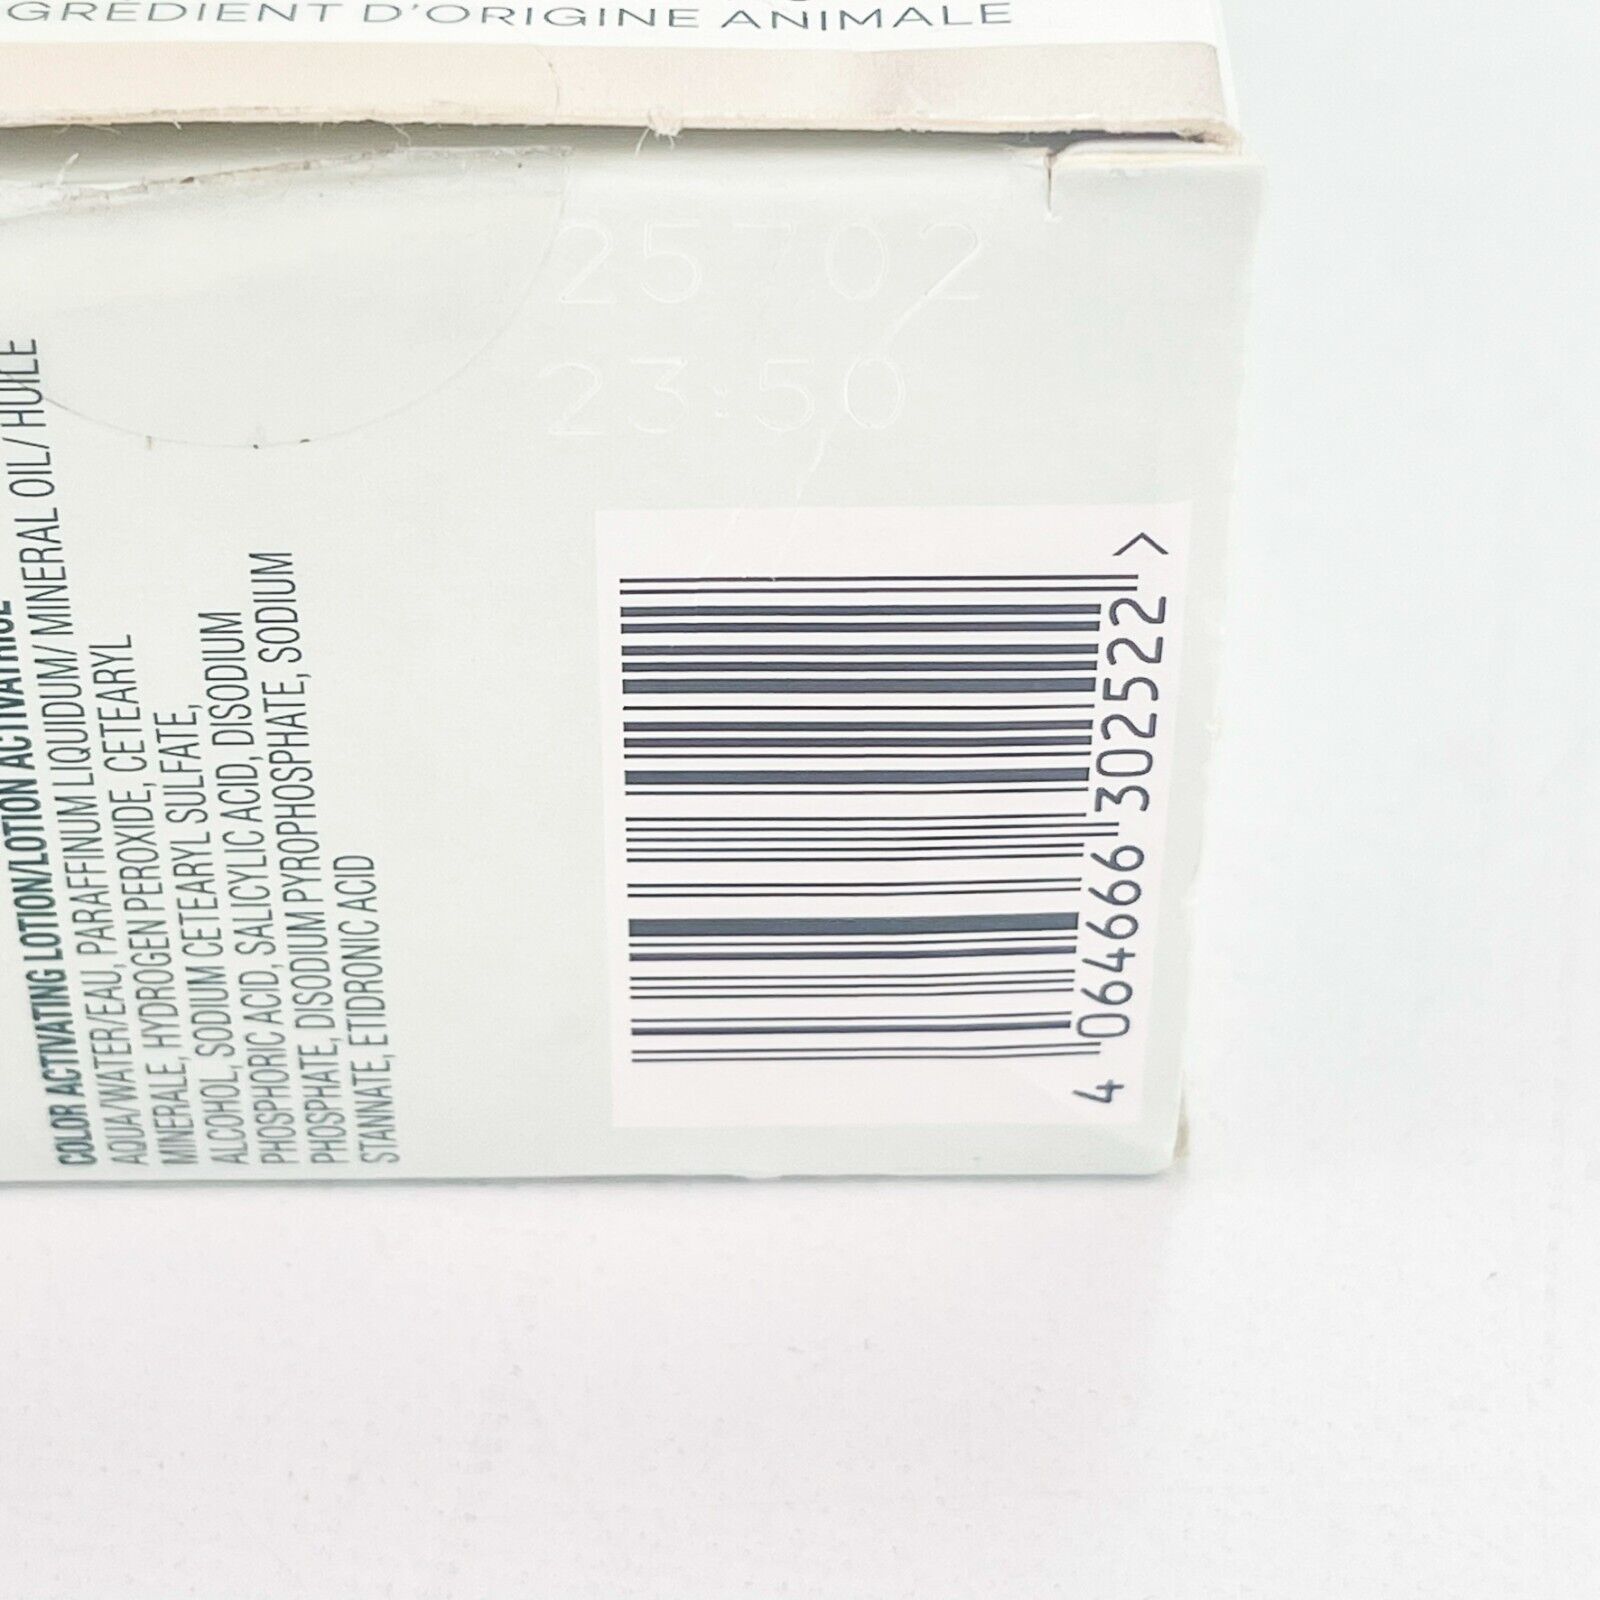 GRÉDIENT D'ORIGINE ANIMALE
25702
23:50
COLOR ACTIVATING LOTION/LOTION ACTIVATRICE
AQUA/WATER/EAU, PARAFFINUM LIQUIDUM/ MINERAL OIL/ HUILE
MINERALE, HYDROGEN PEROXIDE, CETEARYL
ALCOHOL, SODIUM CETEARYL SULFATE,
PHOSPHORIC ACID, SALICYLIC ACID, DISODIUM
PHOSPHATE, DISODIUM PYROPHOSPHATE, SODIUM
STANNATE, ETIDRONIC ACID
4 064666 302522 >